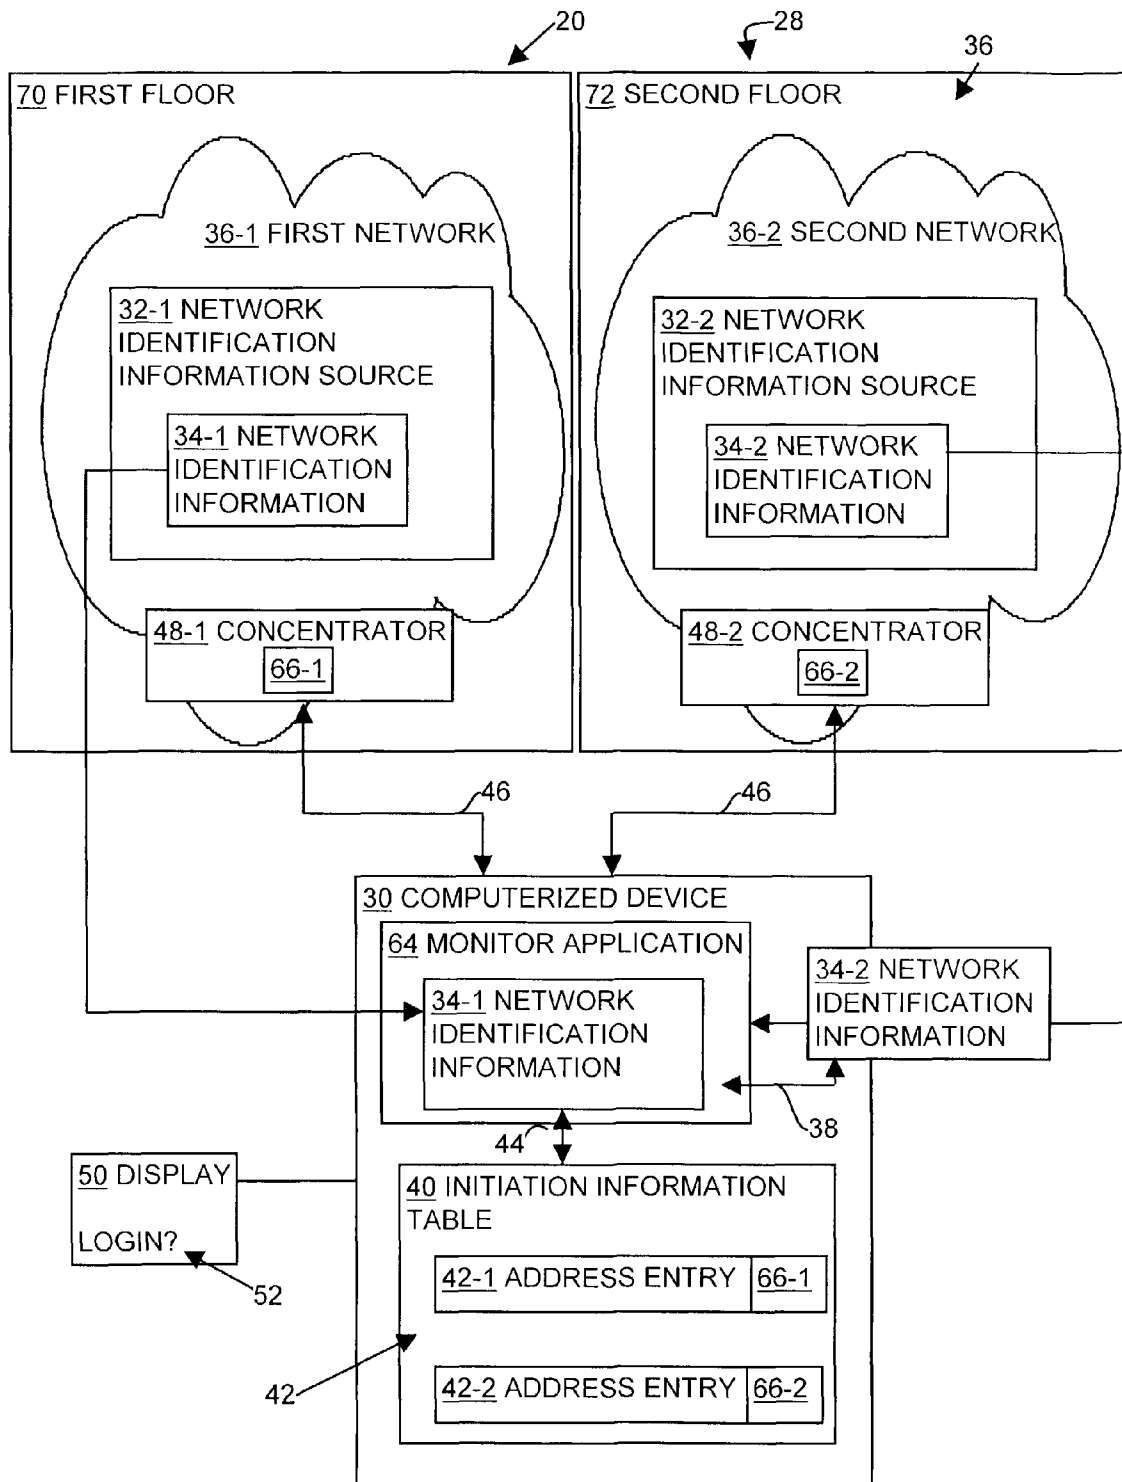 20
28
36
70 FIRST FLOOR
72 SECOND FLOOR
36-1 FIRST NETWORK
36-2 SECOND NETWORK
32-1 NETWORK
IDENTIFICATION
INFORMATION SOURCE
32-2 NETWORK
IDENTIFICATION
INFORMATION SOURCE
34-1 NETWORK
IDENTIFICATION
INFORMATION
34-2 NETWORK
IDENTIFICATION
INFORMATION
48-1 CONCENTRATOR
66-1
48-2 CONCENTRATOR
66-2
46
46
30 COMPUTERIZED DEVICE
64 MONITOR APPLICATION
34-1 NETWORK
IDENTIFICATION
INFORMATION
34-2 NETWORK
IDENTIFICATION
INFORMATION
38
44
50 DISPLAY
LOGIN?
52
40 INITIATION INFORMATION
TABLE
42-1 ADDRESS ENTRY 66-1
42
42-2 ADDRESS ENTRY 66-2